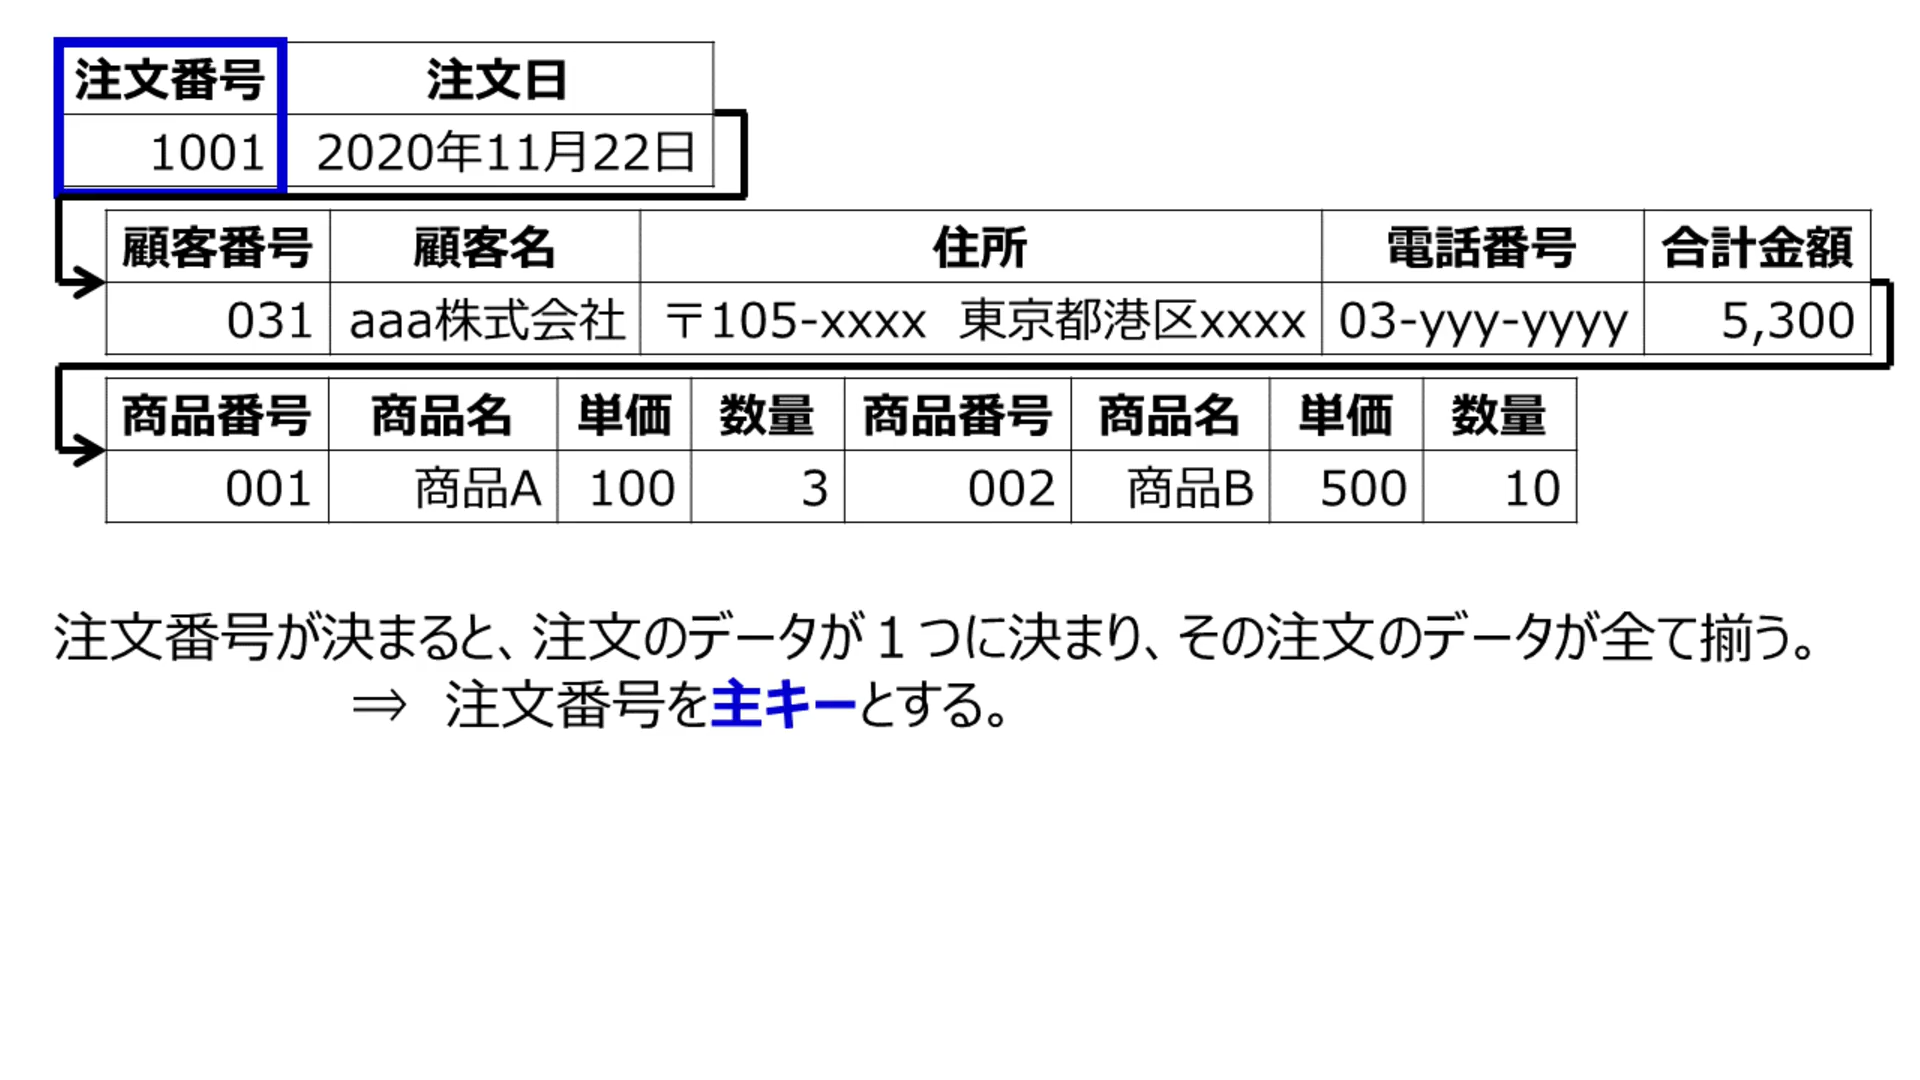 注文番号 注文日
1001 2020年11月22日
顧客番号 顧客名 住所 電話番号 合計金額
031 aaa株式会社 〒105-xxxx　東京都港区xxxx 03-yyy-yyyy 5,300
商品番号 商品名 単価 数量 商品番号 商品名 単価 数量
001 商品A 100 3 002 商品B 500 10
注文番号が決まると、注文のデータが１つに決まり、その注文のデータが全て揃う。
⇒　注文番号を主キーとする。